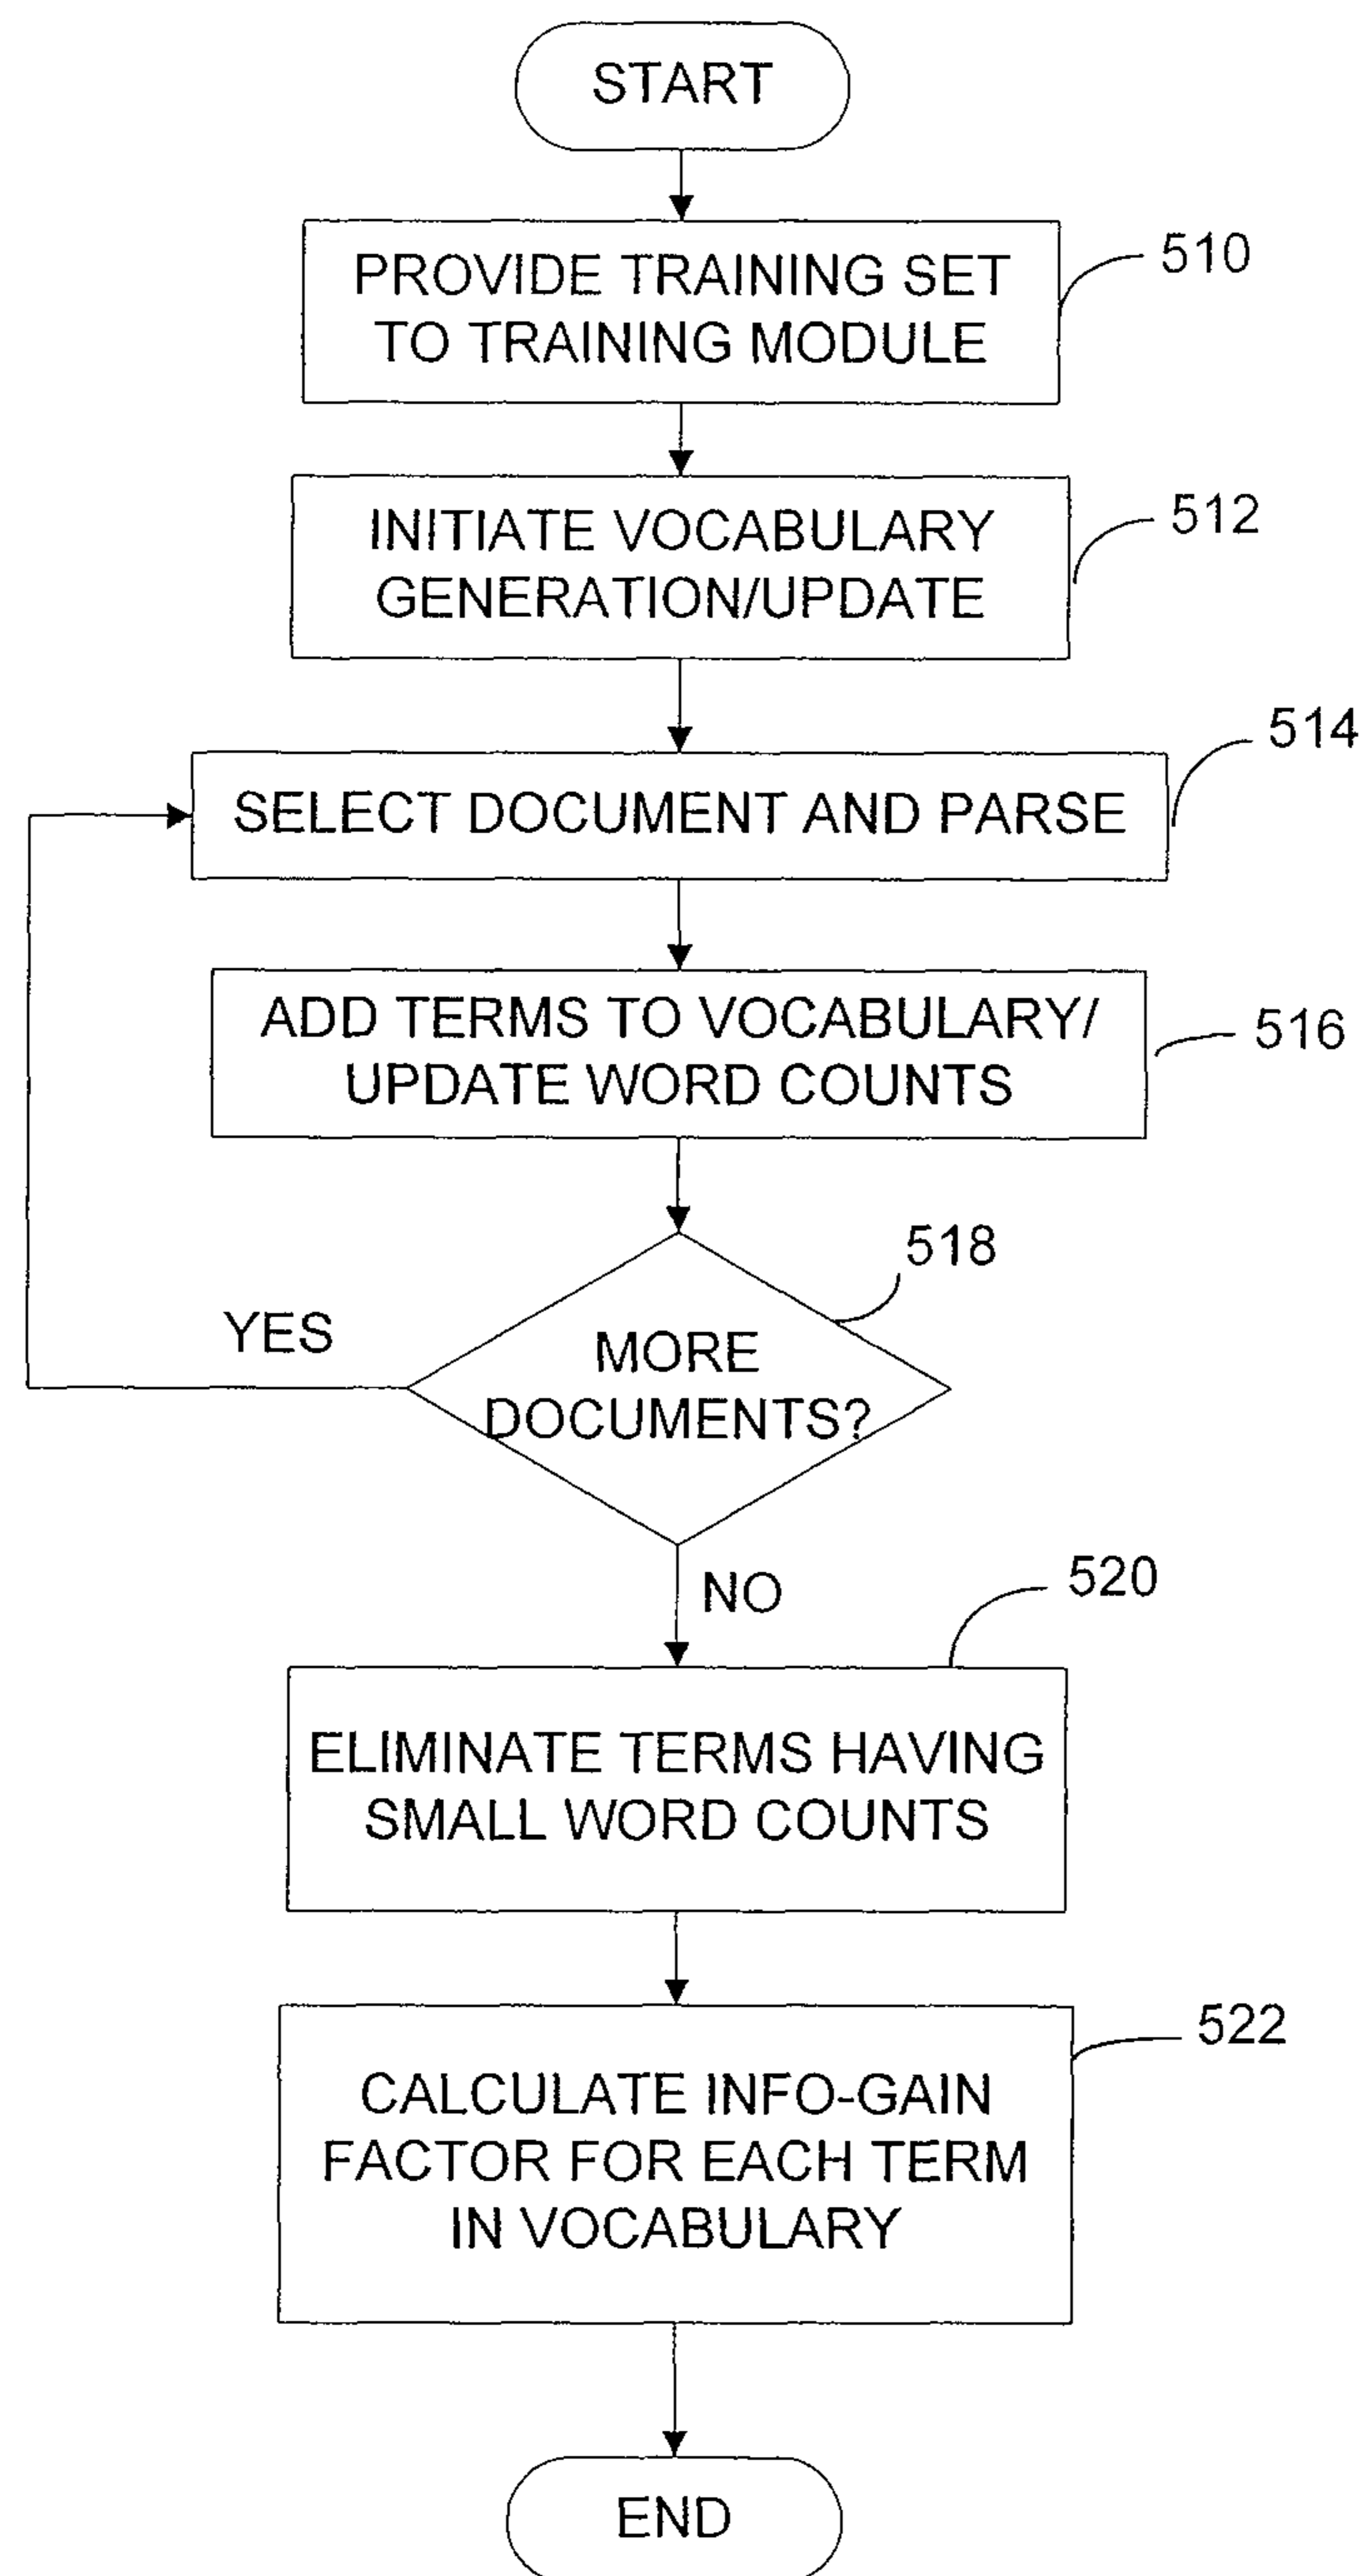 START
PROVIDE TRAINING SET
TO TRAINING MODULE
510
INITIATE VOCABULARY
GENERATION/UPDATE
512
514
SELECT DOCUMENT AND PARSE
ADD TERMS TO VOCABULARY/
UPDATE WORD COUNTS
516
518
YES
MORE
DOCUMENTS?
NO
520
ELIMINATE TERMS HAVING
SMALL WORD COUNTS
522
CALCULATE INFO-GAIN
FACTOR FOR EACH TERM
IN VOCABULARY
END